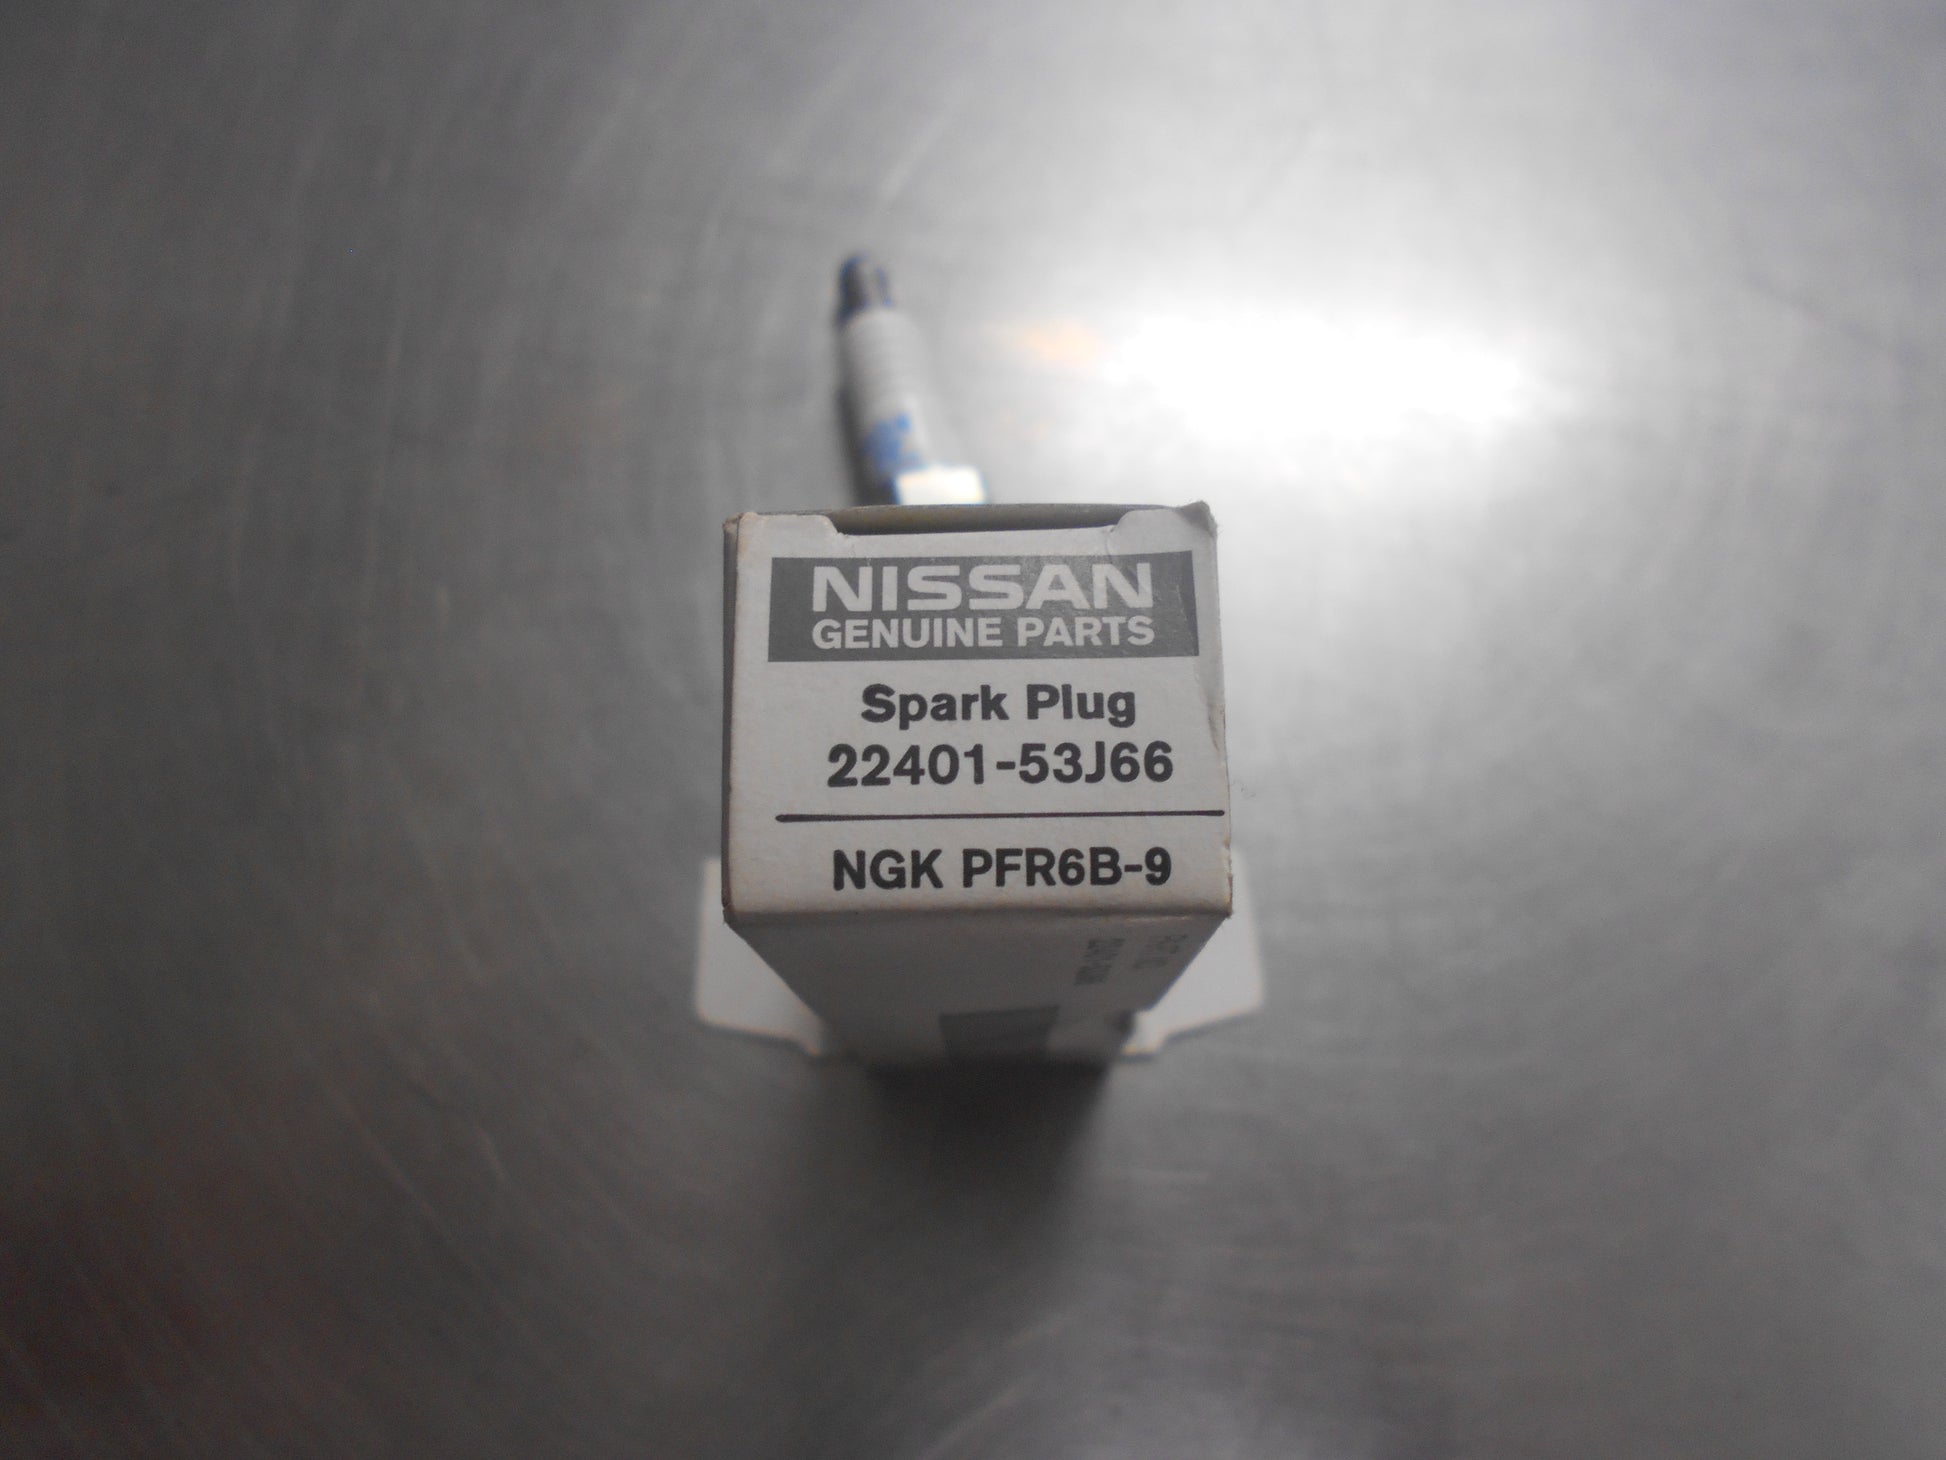 NISSAN
GENUINE PARTS
Spark Plug
22401-53J66
NGK PFR6B-9